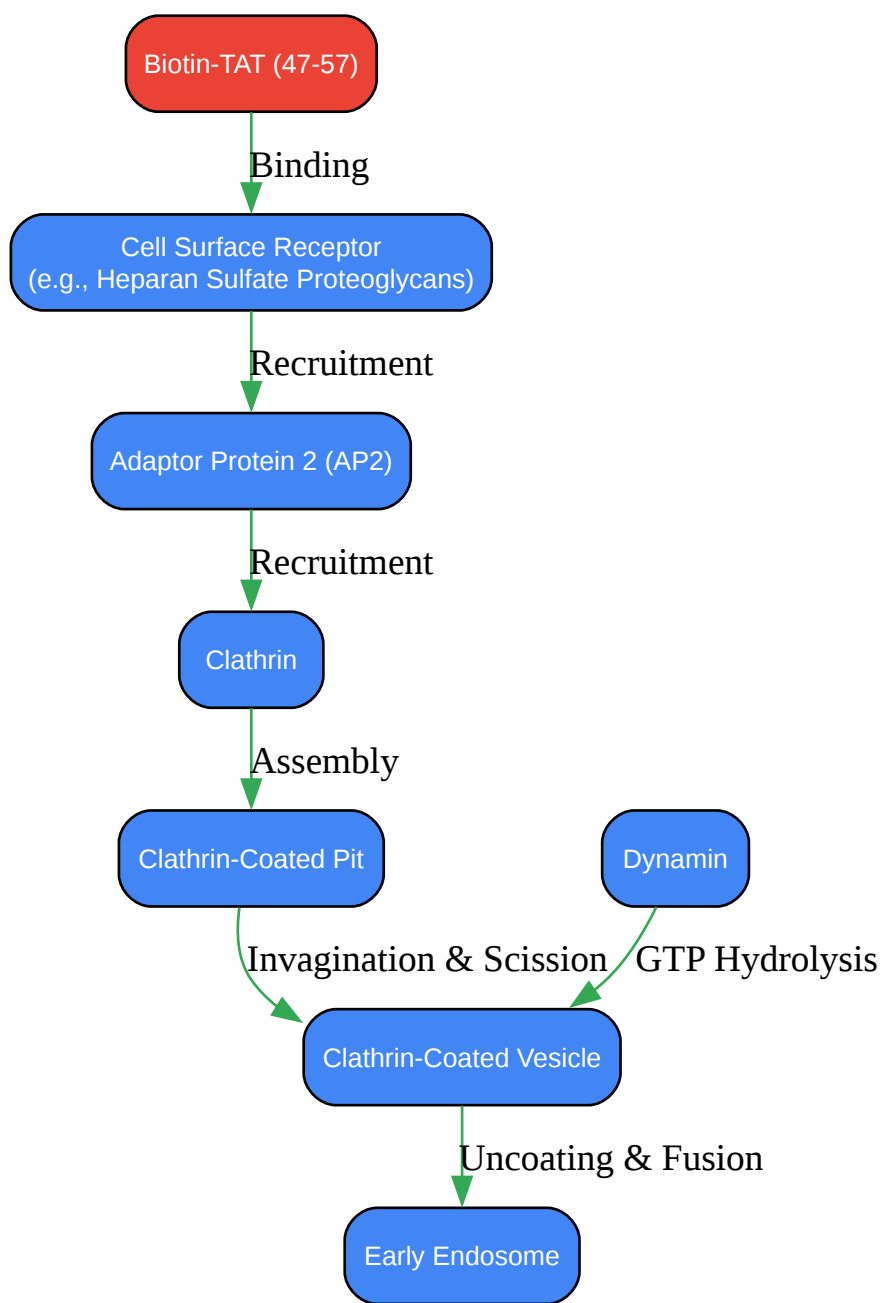 Biotin-TAT (47-57)
Binding
Cell Surface Receptor
(e.g., Heparan Sulfate Proteoglycans)
Recruitment
Adaptor Protein 2 (AP2)
Recruitment
Clathrin
Assembly
Clathrin-Coated Pit
Dynamin
Invagination & Scission
GTP Hydrolysis
Clathrin-Coated Vesicle
Uncoating & Fusion
Early Endosome